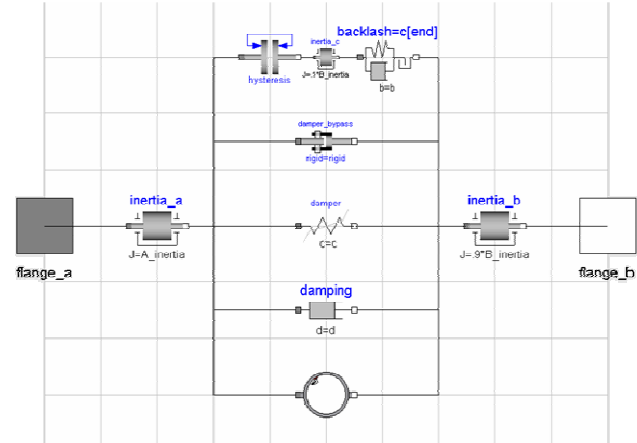 backlash=c[end]
inertia_c
J=.1*B_inertia
hysteresis
b=b
damper_bypass
rigid=rigid
inertia_a
damper
inertia_b
J=A_inertia
c=c
J=.9*B_inertia
flange_a
flange_b
damping
d=d